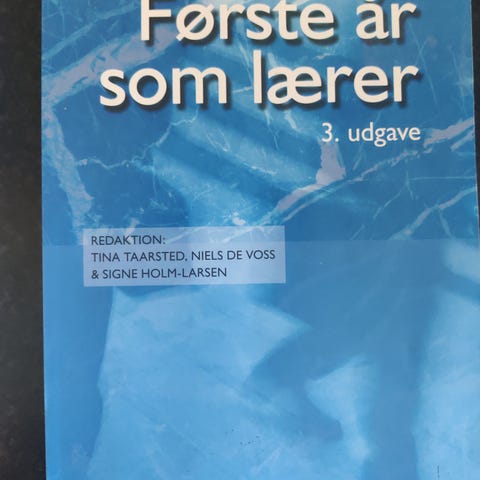 Første år
som lærer
3. udgave
REDAKTION:
TINA TAARSTED, NIELS DE VOSS
& SIGNE HOLM-LARSEN